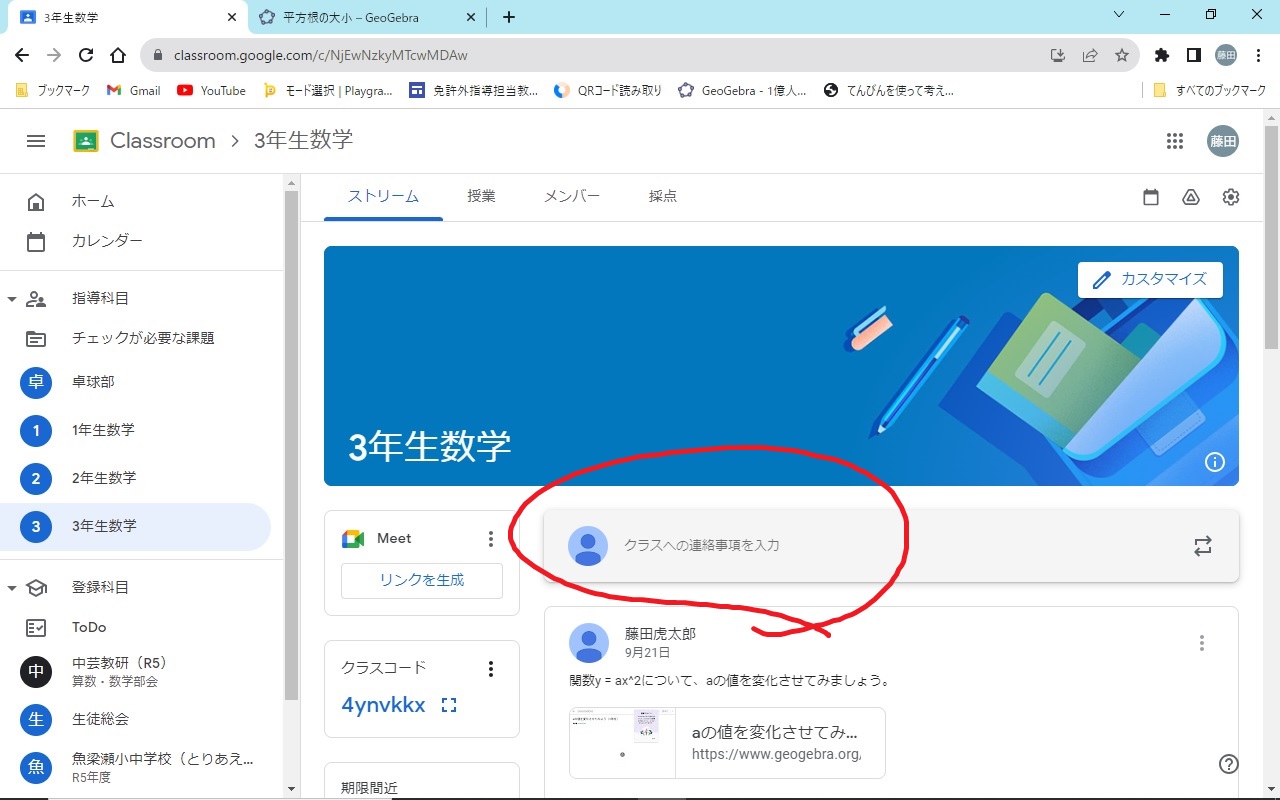 3年生数学
平方根の大小 – GeoGebra
classroom.google.com/c/NjEwNzkyMTcwMDAw
藤田
ブックマーク
Gmail
YouTube
モード選択 | Playgra...
免許外指導担当教...
QRコード読み取り
GeoGebra - 1億人...
てんびんを使って考え...
すべてのブックマーク
Classroom
3年生数学
藤田
ホーム
カレンダー
指導科目
チェックが必要な課題
卓 卓球部
1 1年生数学
2 2年生数学
3 3年生数学
登録科目
ToDo
中 中芸教研（R5）
算数・数学部会
生 生徒総会
魚 魚梁瀬小中学校（とりあえ...
R5年度
ストリーム
授業
メンバー
採点
カスタマイズ
3年生数学
Meet
リンクを生成
クラスコード
4ynvkkx
期限間近
クラスへの連絡事項を入力
藤田虎太郎
9月21日
関数y = ax^2について、aの値を変化させてみましょう。
aの値を変化させてみ...
https://www.geogebra.org/